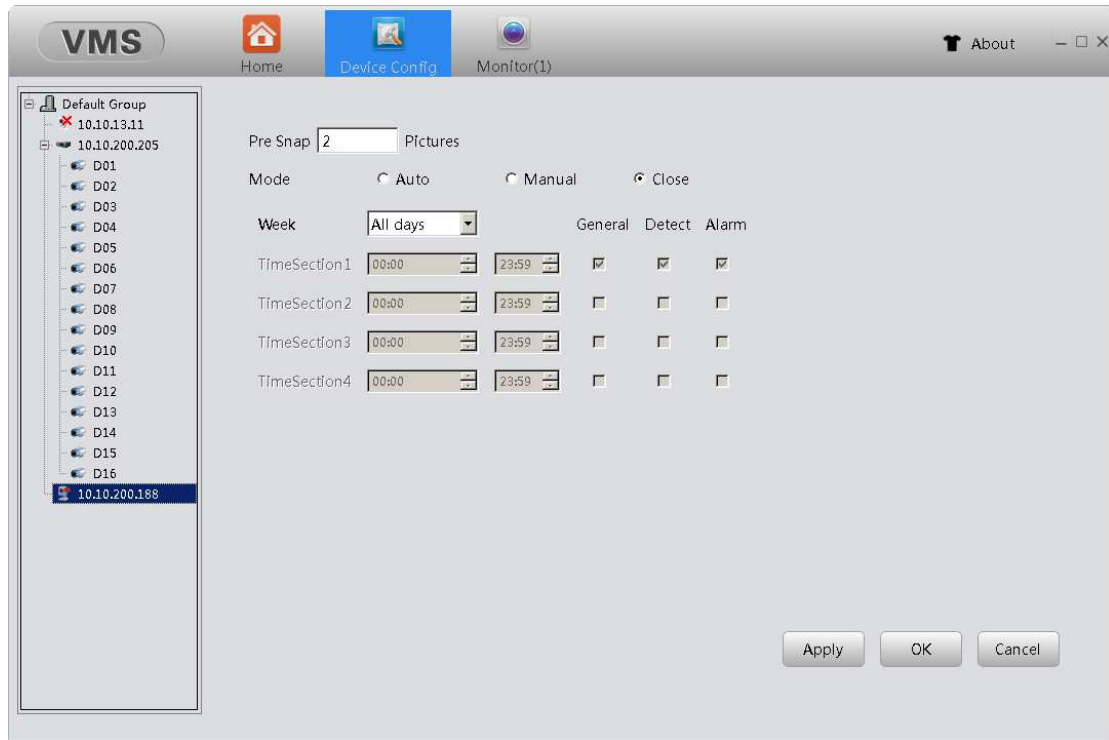 VMS
Home
Device Config
Monitor(1)
About
Default Group
10.10.13.11
10.10.200.205
D01
D02
D03
D04
D05
D06
D07
D08
D09
D10
D11
D12
D13
D14
D15
D16
10.10.200.188
Pre Snap 2 Pictures
Mode Auto Manual Close
Week All days General Detect Alarm
TimeSection1 00:00 23:59
TimeSection2 00:00 23:59
TimeSection3 00:00 23:59
TimeSection4 00:00 23:59
Apply OK Cancel